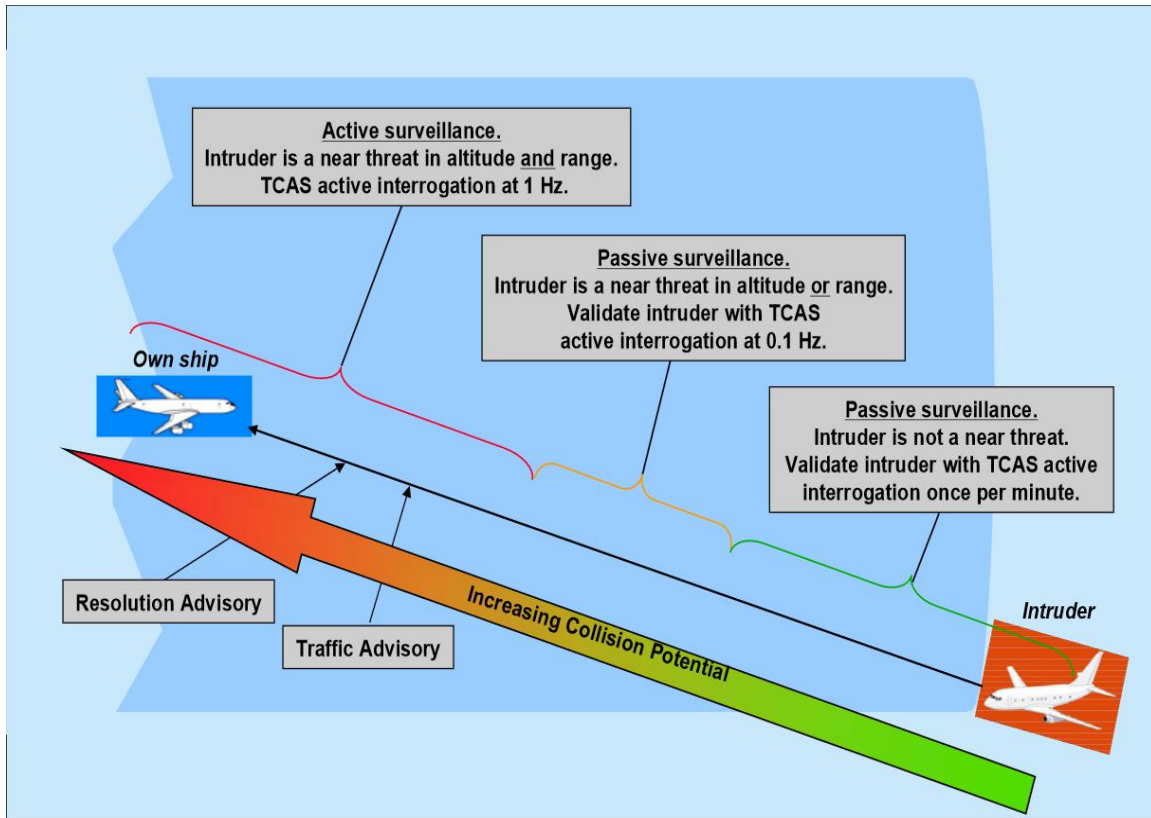 Active surveillance.
Intruder is a near threat in altitude and range.
TCAS active interrogation at 1 Hz.
Passive surveillance.
Intruder is a near threat in altitude or range.
Validate intruder with TCAS
active interrogation at 0.1 Hz.
Own ship
Passive surveillance.
Intruder is not a near threat.
Validate intruder with TCAS active
interrogation once per minute.
Resolution Advisory
Traffic Advisory
Increasing Collision Potential
Intruder